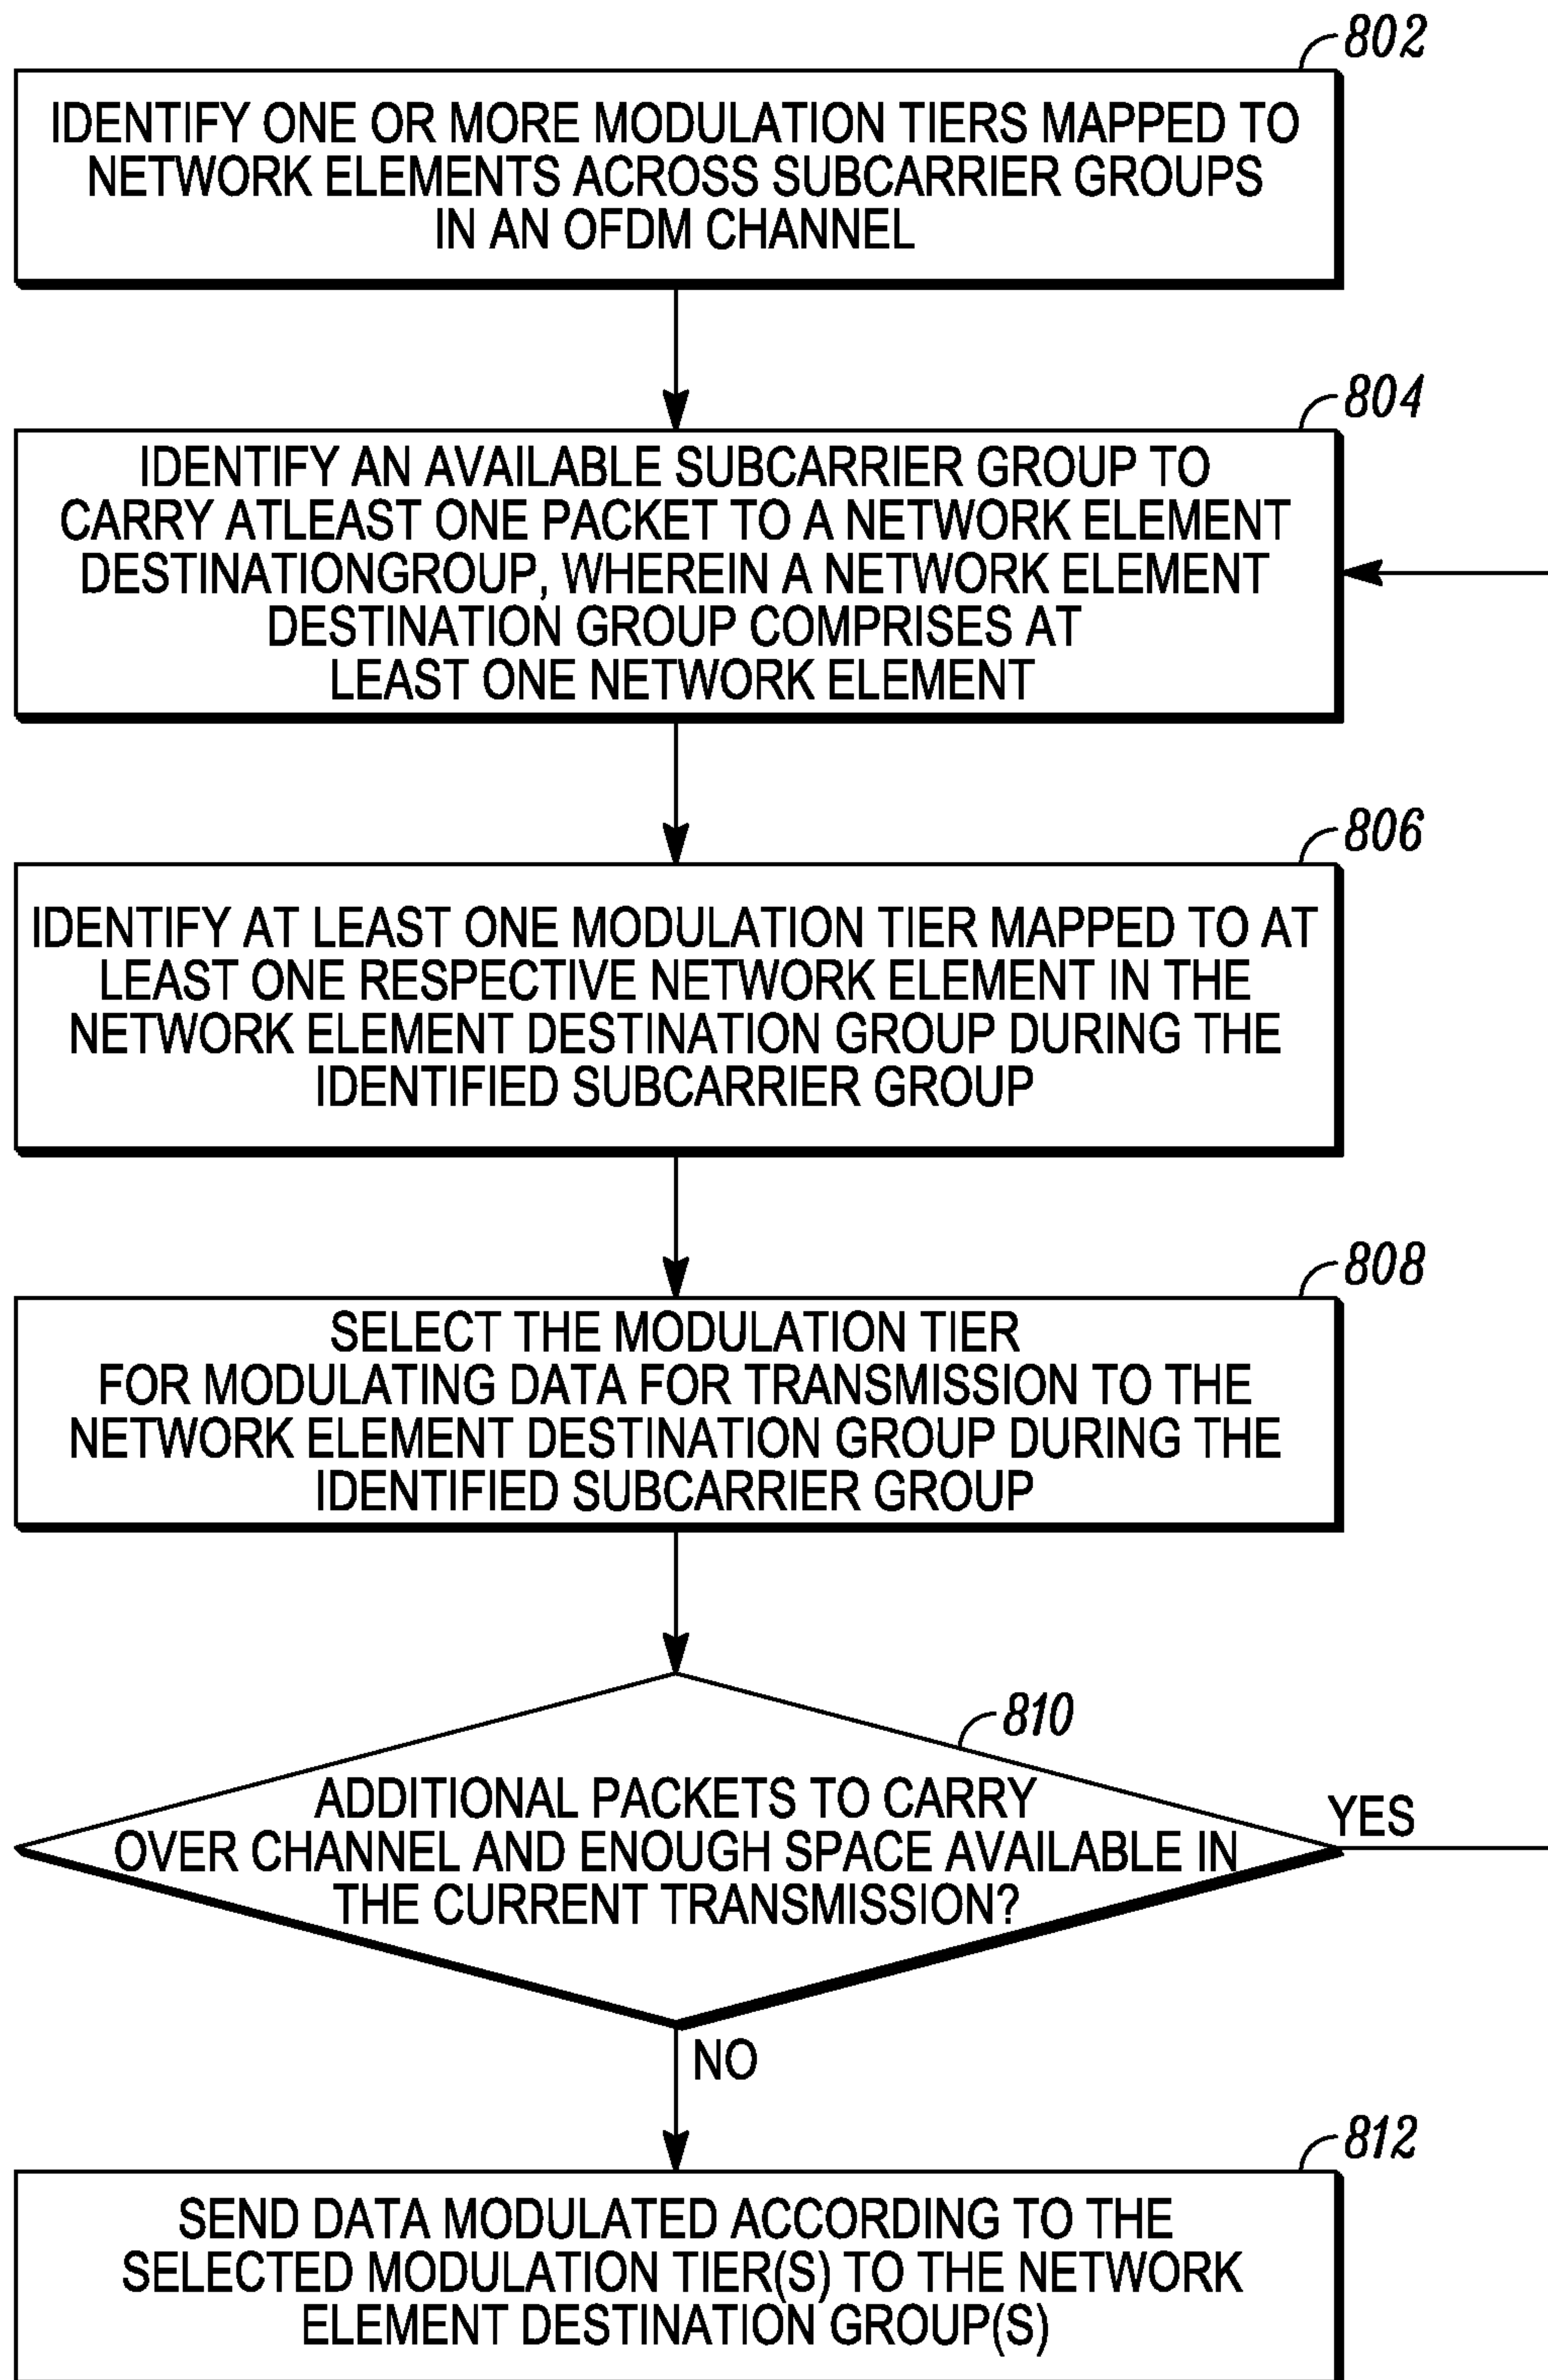 802
IDENTIFY ONE OR MORE MODULATION TIERS MAPPED TO
NETWORK ELEMENTS ACROSS SUBCARRIER GROUPS
IN AN OFDM CHANNEL
804
IDENTIFY AN AVAILABLE SUBCARRIER GROUP TO
CARRY ATLEAST ONE PACKET TO A NETWORK ELEMENT
DESTINATIONGROUP, WHEREIN A NETWORK ELEMENT
DESTINATION GROUP COMPRISES AT
LEAST ONE NETWORK ELEMENT
806
IDENTIFY AT LEAST ONE MODULATION TIER MAPPED TO AT
LEAST ONE RESPECTIVE NETWORK ELEMENT IN THE
NETWORK ELEMENT DESTINATION GROUP DURING THE
IDENTIFIED SUBCARRIER GROUP
808
SELECT THE MODULATION TIER
FOR MODULATING DATA FOR TRANSMISSION TO THE
NETWORK ELEMENT DESTINATION GROUP DURING THE
IDENTIFIED SUBCARRIER GROUP
810
ADDITIONAL PACKETS TO CARRY
OVER CHANNEL AND ENOUGH SPACE AVAILABLE IN
THE CURRENT TRANSMISSION?
YES
NO
812
SEND DATA MODULATED ACCORDING TO THE
SELECTED MODULATION TIER(S) TO THE NETWORK
ELEMENT DESTINATION GROUP(S)